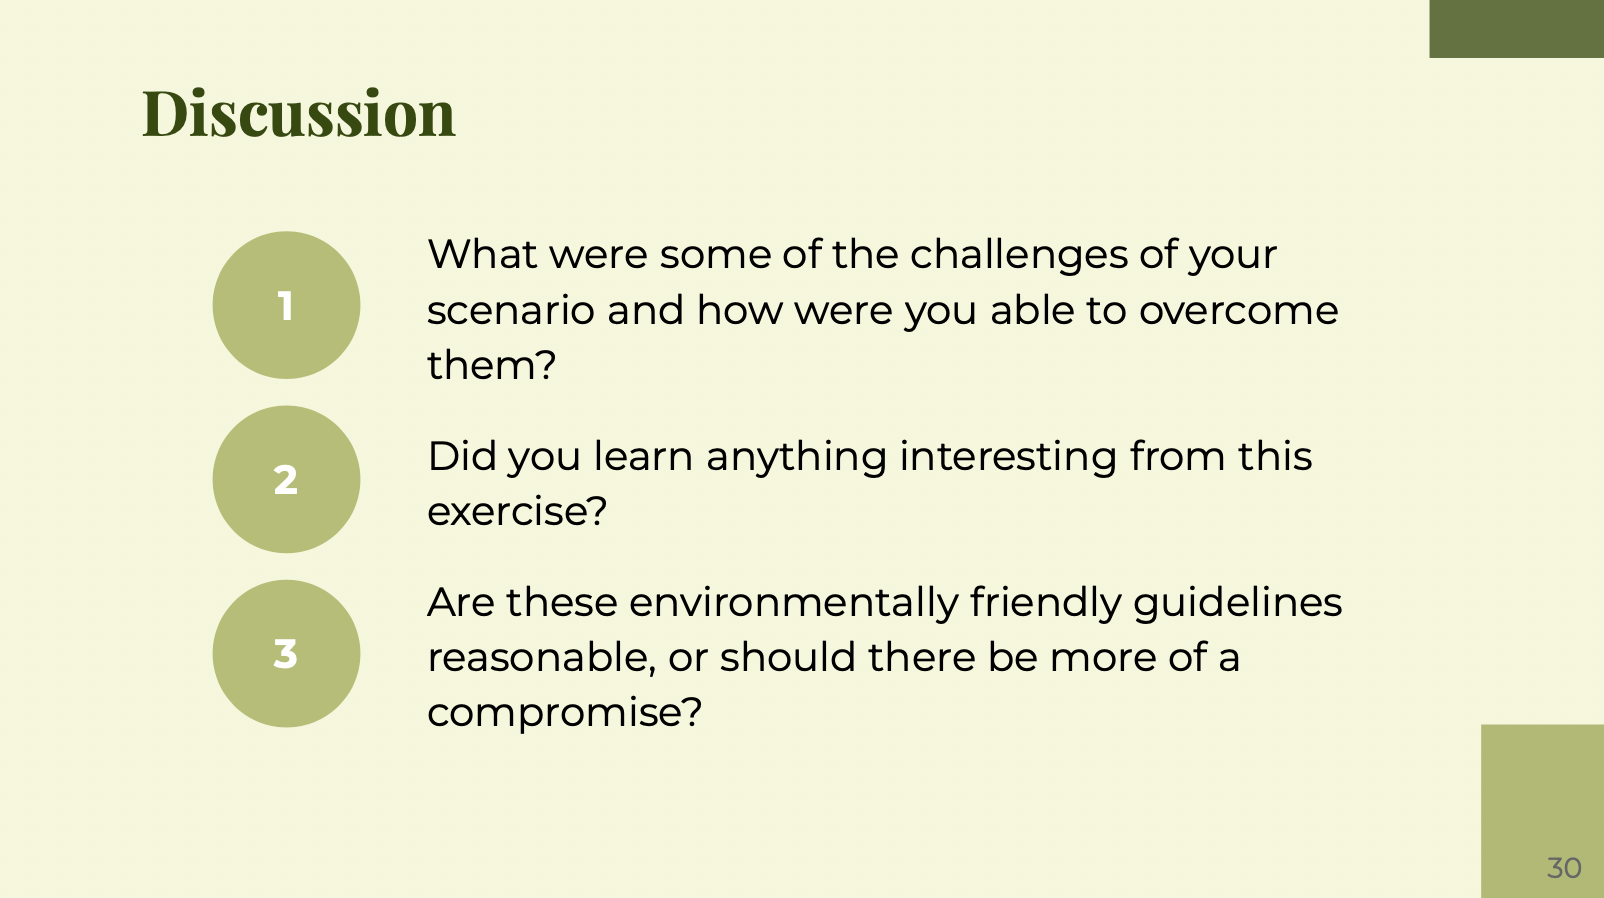 Discussion
1
What were some of the challenges of your
scenario and how were you able to overcome
them?
2
Did you learn anything interesting from this
exercise?
3
Are these environmentally friendly guidelines
reasonable, or should there be more of a
compromise?
30